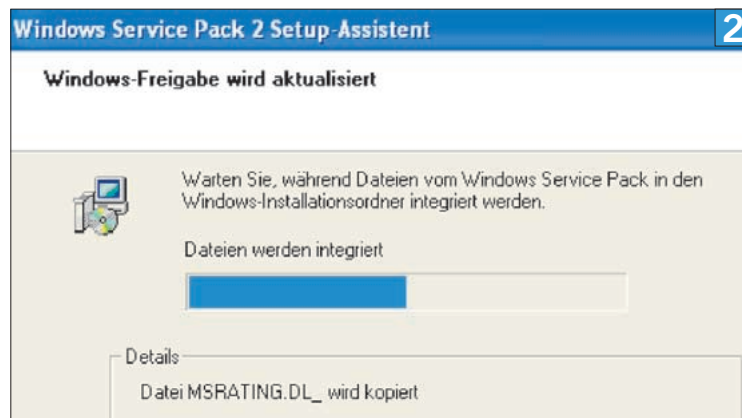 Windows Service Pack 2 Setup-Assistent
2
Windows-Freigabe wird aktualisiert
Warten Sie, während Dateien vom Windows Service Pack in den
Windows-Installationsordner integriert werden.
Dateien werden integriert
Details
Datei MSRATING.DL_ wird kopiert